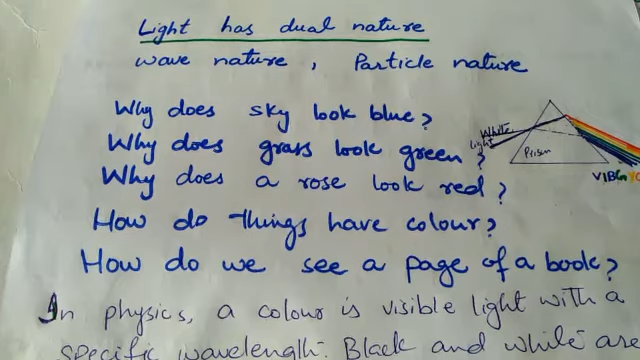 Light has dual nature
wave nature, Particle nature
Why does sky look blue?
Why does grass look green?
Why does a rose look red?
How do things have colour?
How do we see a page of a book?
In physics, a colour is visible light with a
specific wavelength. Black and white are
White
light
Prism
VIBGYO